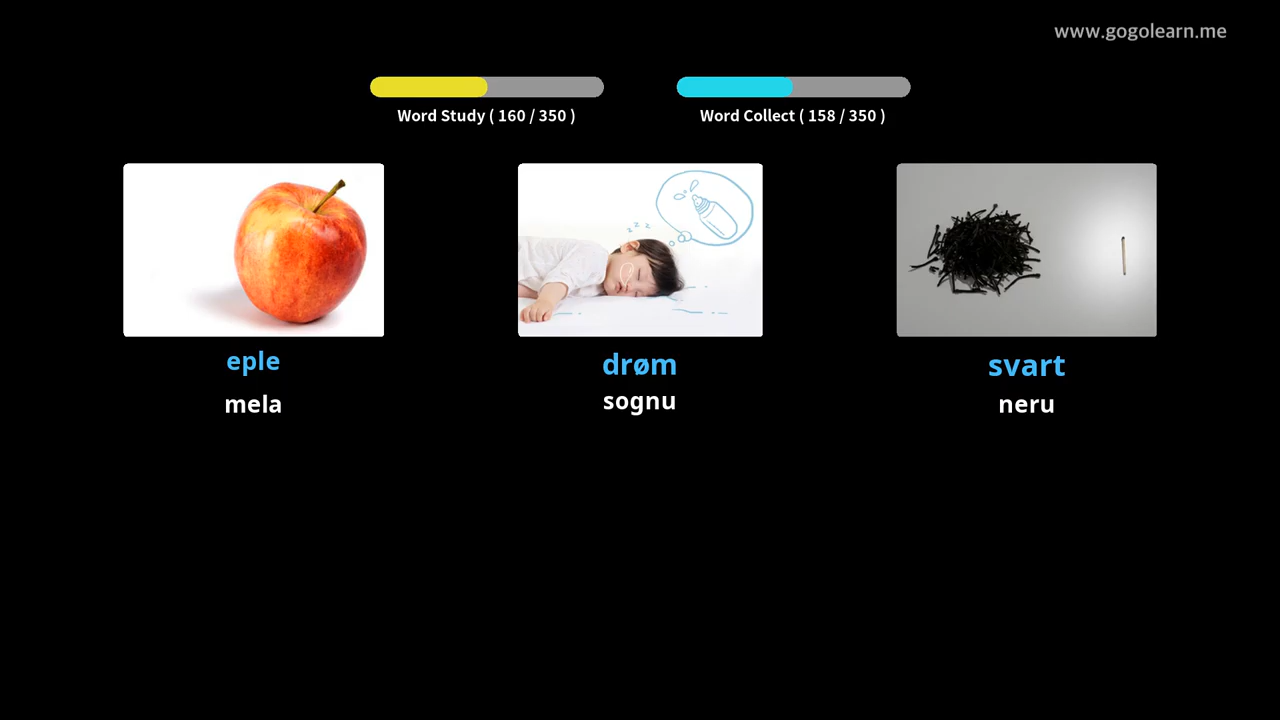 www.gogolearn.me
Word Study ( 160 / 350 )
Word Collect ( 158 / 350 )
eple
drøm
svart
mela
sognu
neru